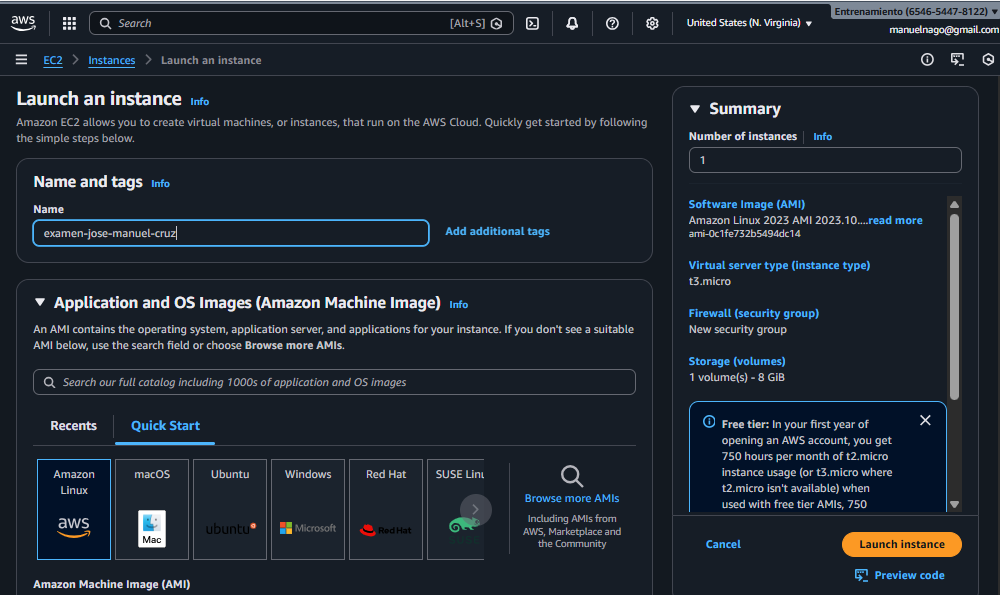 aws
Search
[Alt+S]
United States (N. Virginia)
Entrenamiento (6546-5447-8122)
manuelnago@gmail.com
EC2
Instances
Launch an instance
Launch an instance Info
Amazon EC2 allows you to create virtual machines, or instances, that run on the AWS Cloud. Quickly get started by following
the simple steps below.
Name and tags Info
Name
examen-jose-manuel-cruz
Add additional tags
Application and OS Images (Amazon Machine Image) Info
An AMI contains the operating system, application server, and applications for your instance. If you don't see a suitable
AMI below, use the search field or choose Browse more AMIs.
Search our full catalog including 1000s of application and OS images
Recents
Quick Start
Amazon
Linux
aws
macOS
Mac
Ubuntu
ubuntu
Windows
Microsoft
Red Hat
Red Hat
SUSE Linu
Browse more AMIs
Including AMIs from
AWS, Marketplace and
the Community
Amazon Machine Image (AMI)
Summary
Number of instances Info
1
Software Image (AMI)
Amazon Linux 2023 AMI 2023.10....read more
ami-0c1fe732b5494dc14
Virtual server type (instance type)
t3.micro
Firewall (security group)
New security group
Storage (volumes)
1 volume(s) - 8 GiB
Free tier: In your first year of
opening an AWS account, you get
750 hours per month of t2.micro
instance usage (or t3.micro where
t2.micro isn't available) when
used with free tier AMIs, 750
Cancel
Launch instance
Preview code